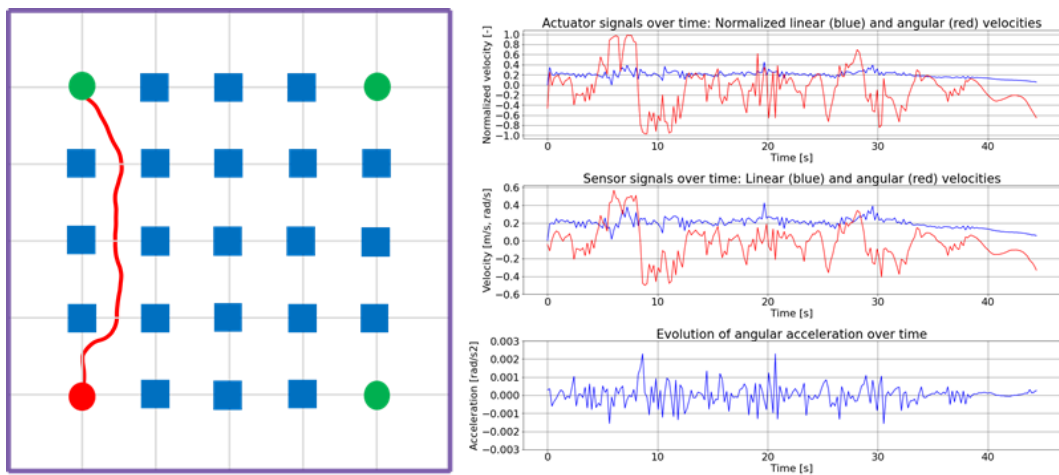 Actuator signals over time: Normalized linear (blue) and angular (red) velocities
Normalized velocity [-]
1.0
0.8
0.6
0.4
0.2
0.0
−0.2
−0.4
−0.6
−0.8
−1.0
0 10 20 30 40
Time [s]
Sensor signals over time: Linear (blue) and angular (red) velocities
Velocity [m/s, rad/s]
0.6
0.4
0.2
0.0
−0.2
−0.4
−0.6
0 10 20 30 40
Time [s]
Evolution of angular acceleration over time
Acceleration [rad/s2]
0.003
0.002
0.001
0.000
−0.001
−0.002
−0.003
0 10 20 30 40
Time [s]